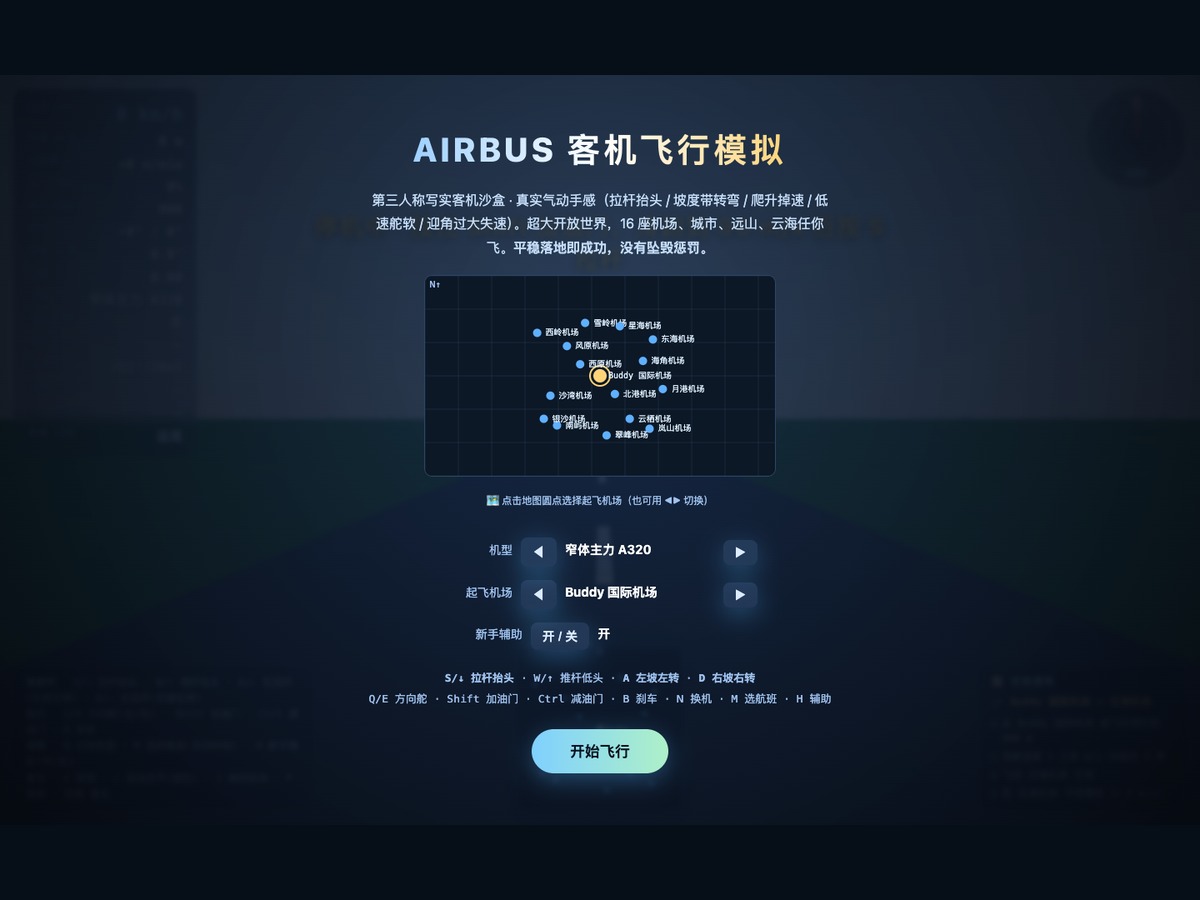 AIRBUS 客机飞行模拟
第三人称写实客机沙盒 · 真实气动手感（拉杆抬头 / 坡度带转弯 / 爬升掉速 / 低
速舵软 / 迎角过大失速）。超大开放世界，16 座机场、城市、远山、云海任你
飞。平稳落地即成功，没有坠毁惩罚。
N↑
雪岭机场
星海机场
西岭机场
东海机场
风原机场
海角机场
西原机场
Buddy 国际机场
月港机场
北港机场
沙湾机场
银沙机场
云栖机场
南屿机场
岚山机场
翠峰机场
🗺️ 点击地图圆点选择起飞机场（也可用 ◀▶ 切换）
机型 ◀ 窄体主力 A320 ▶
起飞机场 ◀ Buddy 国际机场 ▶
新手辅助 开 / 关 开
S/↓ 拉杆抬头 · W/↑ 推杆低头 · A 左坡左转 · D 右坡右转
Q/E 方向舵 · Shift 加油门 · Ctrl 减油门 · B 刹车 · N 换机 · M 选航班 · H 辅助
开始飞行